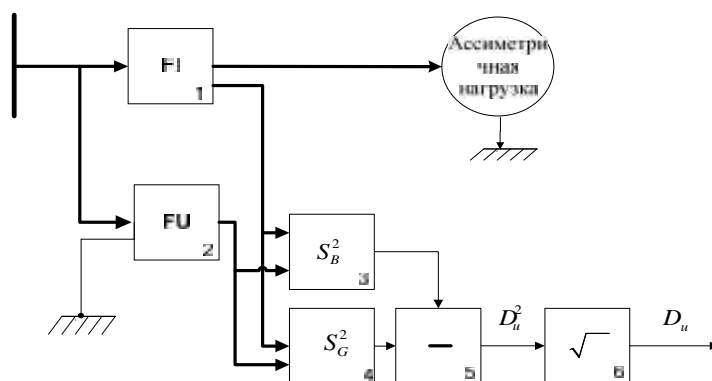 FI
1
Ассиметри
чная
нагрузка
FU
2
S_B^2
3
S_G^2
4
−
5
D_u^2
√
6
D_u